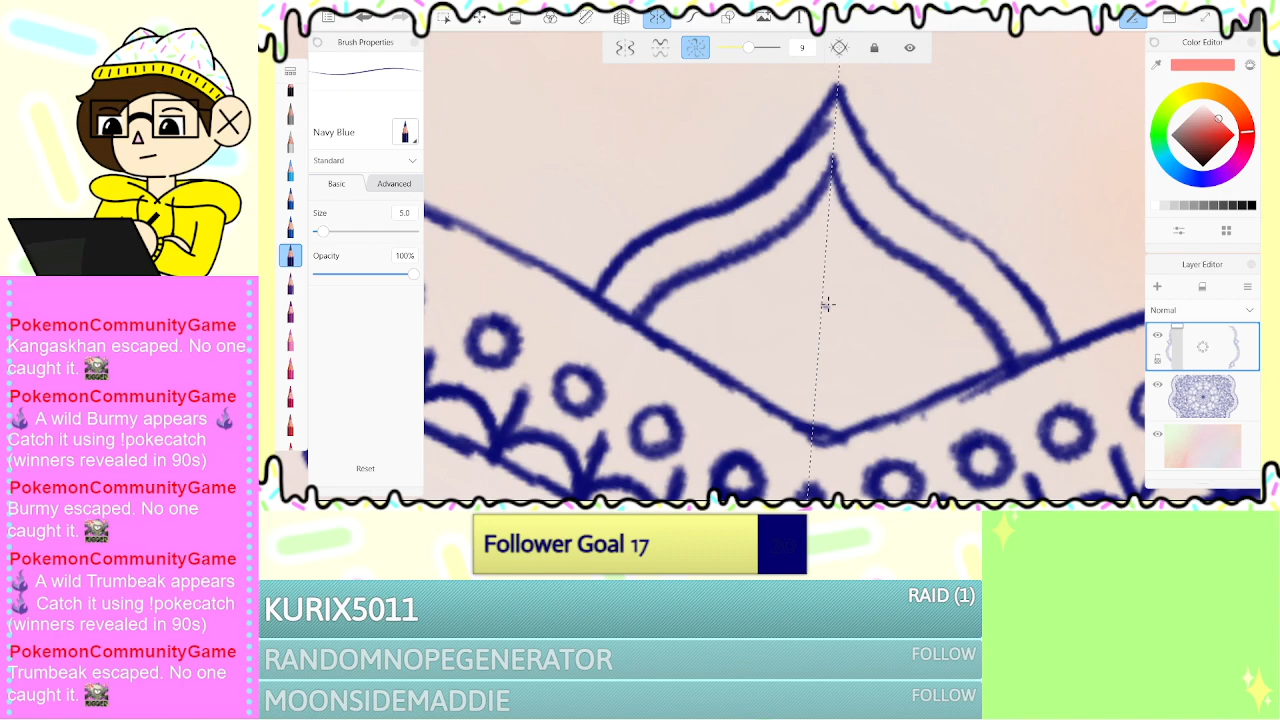 Brush Properties
9
Color Editor
Navy Blue
Standard
Basic
Advanced
Size
5.0
Opacity
100%
Reset
Layer Editor
Normal
PokemonCommunityGame
Kangaskhan escaped. No one
caught it.
PokemonCommunityGame
A wild Burmy appears
Catch it using !pokecatch
(winners revealed in 90s)
PokemonCommunityGame
Burmy escaped. No one
caught it.
PokemonCommunityGame
A wild Trumbeak appears
Catch it using !pokecatch
(winners revealed in 90s)
PokemonCommunityGame
Trumbeak escaped. No one
caught it.
Follower Goal 17
20
KURIX5011
RAID (1)
RANDOMNOPEGENERATOR
FOLLOW
MOONSIDEMADDIE
FOLLOW